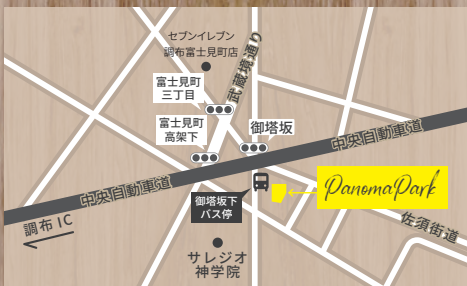 セブンイレブン
調布富士見町店
武蔵境通り
富士見町
三丁目
富士見町
高架下
御塔坂
中央自動車道
中央自動車道
御塔坂下
バス停
PanomaPark
佐須街道
調布IC
サレジオ
神学院